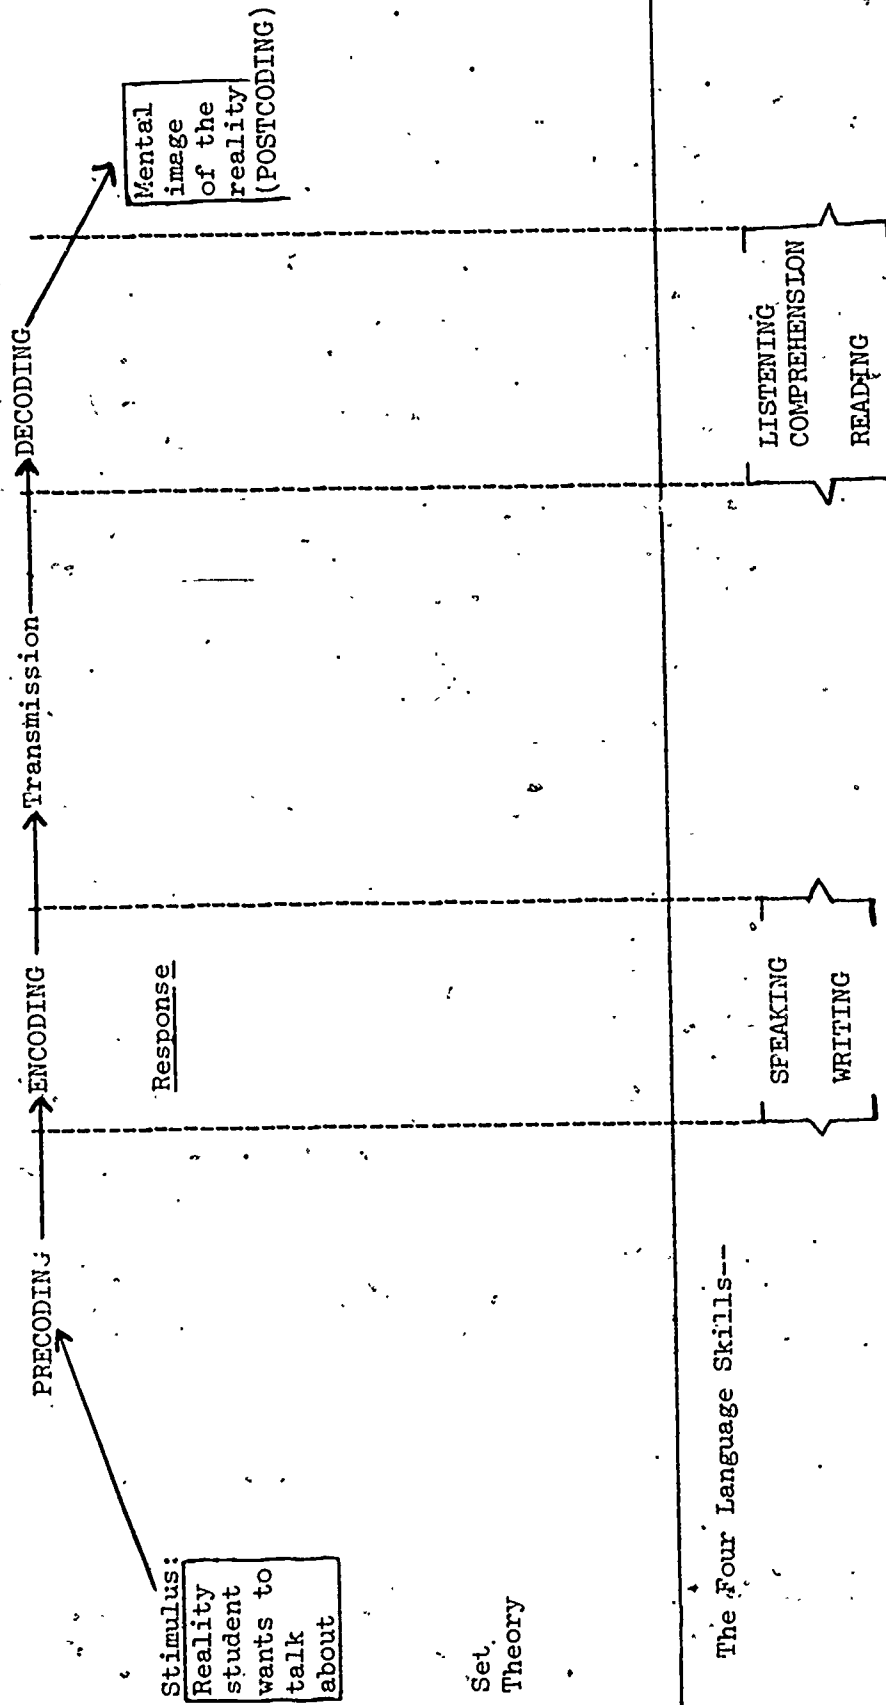 PRECODING
ENCODING
Transmission
DECODING
Stimulus:
Reality
student
wants to
talk
about
Response
Mental
image
of the
reality
(POSTCODING)
Set
Theory
The Four Language Skills--
SPEAKING
WRITING
LISTENING
COMPREHENSION
READING